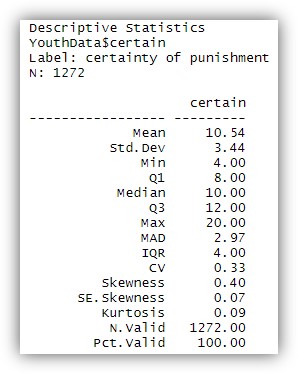 Descriptive Statistics
YouthData$certain
Label: certainty of punishment
N: 1272
certain
----------------- ---------
Mean 10.54
Std.Dev 3.44
Min 4.00
Q1 8.00
Median 10.00
Q3 12.00
Max 20.00
MAD 2.97
IQR 4.00
CV 0.33
Skewness 0.40
SE.Skewness 0.07
Kurtosis 0.09
N.Valid 1272.00
Pct.Valid 100.00